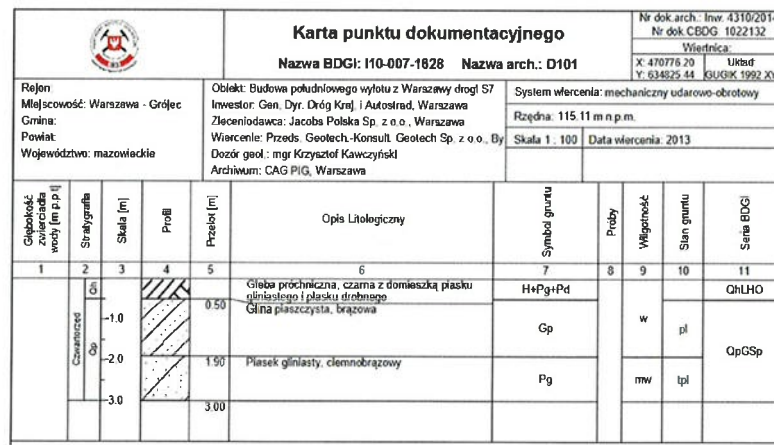 Karta punktu dokumentacyjnego
Nazwa BDGI: I10-007-1628 Nazwa arch.: D101
Nr dok.arch.: Inw. 4310/201
Nr dok CBDG 1022132
Wiertnica:
X: 470776.20
Y: 634825.44
Układ
GUGIK 1992 XY
Rejon
Miejscowość: Warszawa - Grójec
Gmina:
Powiat:
Województwo: mazowieckie
Obiekt: Budowa południowego wylotu z Warszawy drogi S7
Inwestor: Gen. Dyr. Dróg Kraj. i Autostrad, Warszawa
Zleceniodawca: Jacobs Polska Sp. z o.o., Warszawa
Wiercenie: Przeds. Geotech.-Konsult. Geotech Sp. z o.o., By
Dozór geol.: mgr Krzysztof Kawczyński
Archiwum: CAG PIG, Warszawa
System wiercenia: mechaniczny udarowo-obrotowy
Rzędna: 115.11 m n.p.m.
Skala 1 : 100 Data wiercenia: 2013
Głębokość zwierciadła wody [m p.p.t]
Stratygrafia
Skala [m]
Profil
Przelot [m]
Opis Litologiczny
Symbol gruntu
Próby
Wilgotność
Stan gruntu
Seria BDGI
1 2 3 4 5 6 7 8 9 10 11
Czwartorzęd
Qh
Qp
-1.0
-2.0
-3.0
0.50
1.90
3.00
Gleba próchniczna, czarna z domieszką piasku
gliniastego i piasku drobnego
Glina piaszczysta, brązowa
Piasek gliniasty, ciemnobrązowy
H+Pg+Pd
Gp
Pg
w
mw
pl
tpl
QhLHO
QpGSp